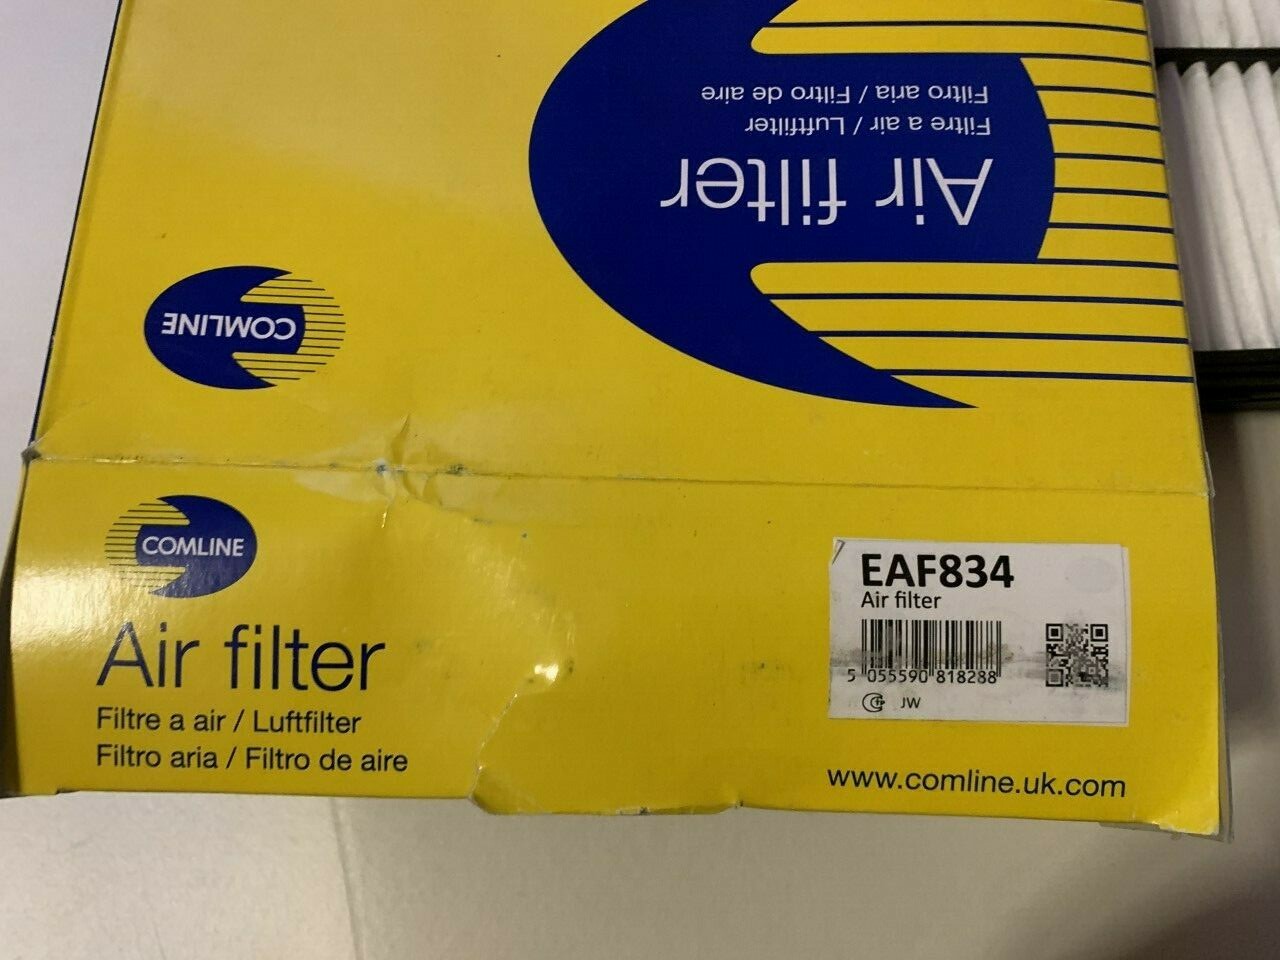 Air filter
Filtre a air / Luftfilter
Filtro aria / Filtro de aire
COMLINE
COMLINE
Air filter
Filtre a air / Luftfilter
Filtro aria / Filtro de aire
EAF834
Air filter
5 055590 818288
JW
www.comline.uk.com